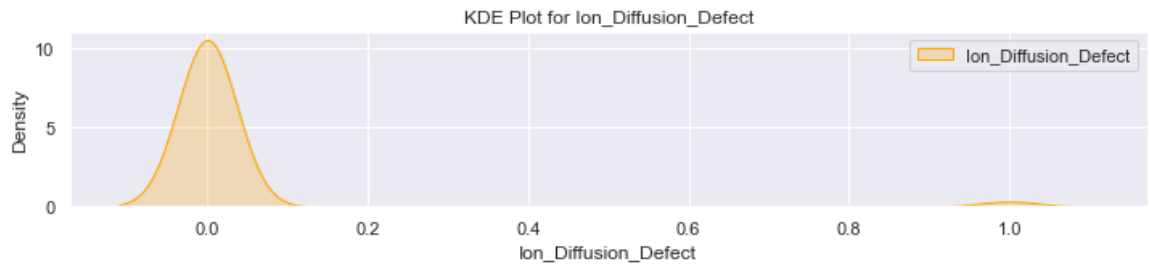 KDE Plot for Ion_Diffusion_Defect
Ion_Diffusion_Defect
Density
10
5
0
0.0 0.2 0.4 0.6 0.8 1.0
Ion_Diffusion_Defect